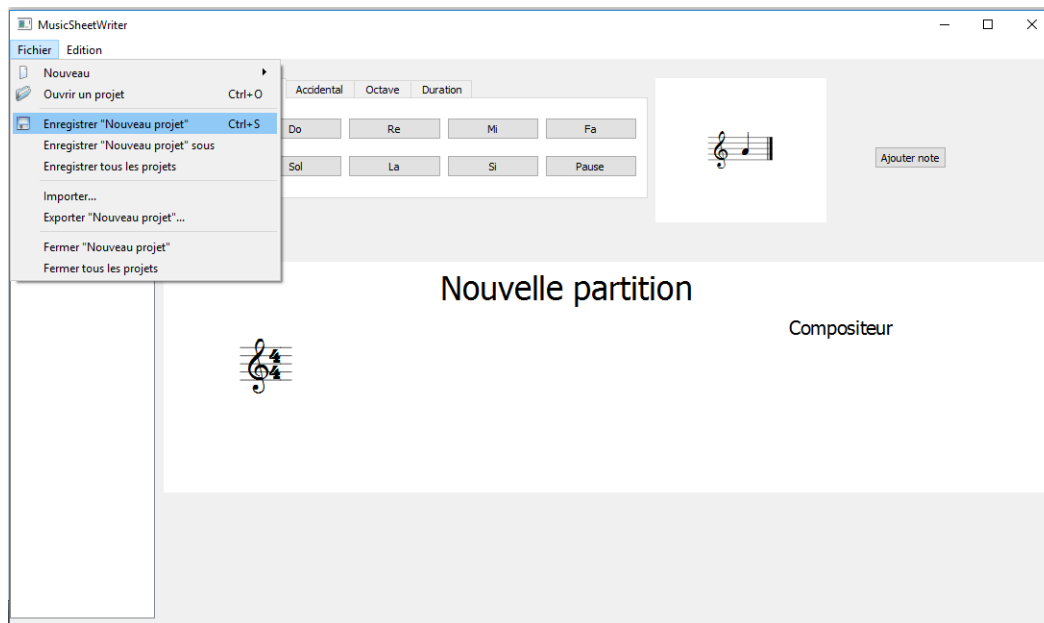 MusicSheetWriter
Fichier Edition
Nouveau
Ouvrir un projet Ctrl+O
Enregistrer "Nouveau projet" Ctrl+S
Enregistrer "Nouveau projet" sous
Enregistrer tous les projets
Importer...
Exporter "Nouveau projet"...
Fermer "Nouveau projet"
Fermer tous les projets
Accidental Octave Duration
Do Re Mi Fa
Sol La Si Pause
Ajouter note
Nouvelle partition
Compositeur
4
4